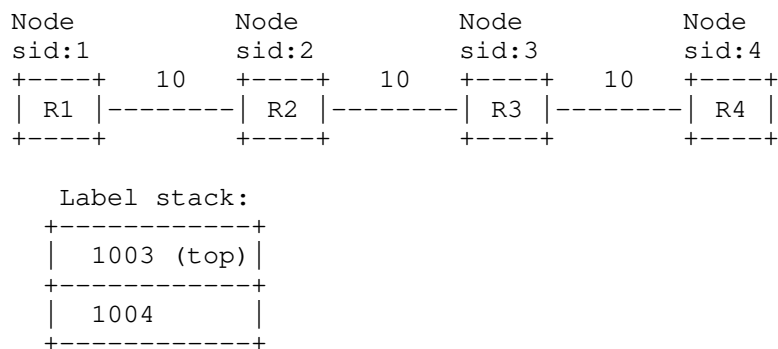 Node Node Node Node
sid:1 sid:2 sid:3 sid:4
+----+ 10 +----+ 10 +----+ 10 +----+
| R1 |--------| R2 |--------| R3 |--------| R4 |
+----+ +----+ +----+ +----+
Label stack:
+------------+
| 1003 (top)|
+------------+
| 1004 |
+------------+